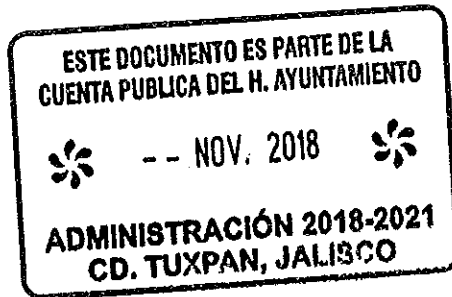 ESTE DOCUMENTO ES PARTE DE LA
CUENTA PUBLICA DEL H. AYUNTAMIENTO
-- NOV. 2018
ADMINISTRACIÓN 2018-2021
CD. TUXPAN, JALISCO